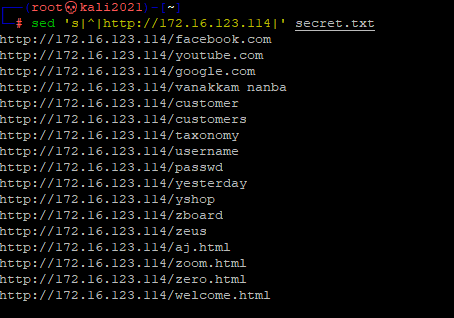 (root💀kali2021)-[~]
# sed 's|^|http://172.16.123.114|' secret.txt
http://172.16.123.114/facebook.com
http://172.16.123.114/youtube.com
http://172.16.123.114/google.com
http://172.16.123.114/vanakkam nanba
http://172.16.123.114/customer
http://172.16.123.114/customers
http://172.16.123.114/taxonomy
http://172.16.123.114/username
http://172.16.123.114/passwd
http://172.16.123.114/yesterday
http://172.16.123.114/yshop
http://172.16.123.114/zboard
http://172.16.123.114/zeus
http://172.16.123.114/aj.html
http://172.16.123.114/zoom.html
http://172.16.123.114/zero.html
http://172.16.123.114/welcome.html